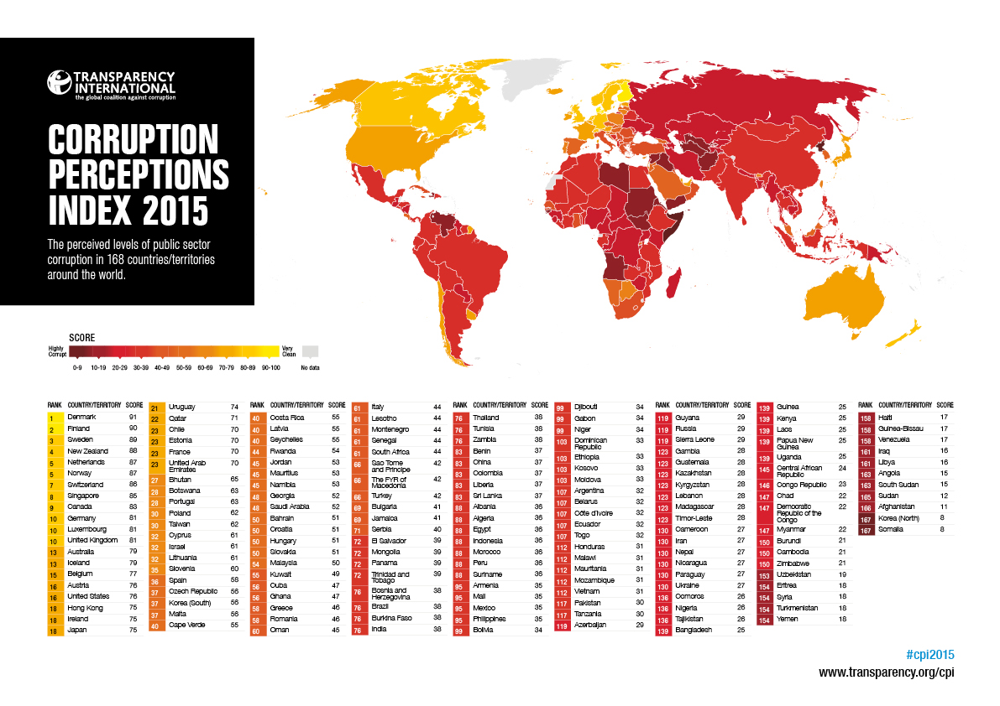 TRANSPARENCY
INTERNATIONAL
the global coalition against corruption
CORRUPTION
PERCEPTIONS
INDEX 2015
The perceived levels of public sector
corruption in 168 countries/territories
around the world.
SCORE
Highly
Corrupt
Very
Clean
0-9 10-19 20-29 30-39 40-49 50-59 60-69 70-79 80-89 90-100 No data
RANK COUNTRY/TERRITORY SCORE
1 Denmark 91
2 Finland 90
3 Sweden 89
4 New Zealand 88
5 Netherlands 87
5 Norway 87
7 Switzerland 86
8 Singapore 85
9 Canada 83
10 Germany 81
10 Luxembourg 81
10 United Kingdom 81
13 Australia 79
13 Iceland 79
15 Belgium 77
16 Austria 76
16 United States 76
18 Hong Kong 75
18 Ireland 75
18 Japan 75
21 Uruguay 74
22 Qatar 71
23 Chile 70
23 Estonia 70
23 France 70
23 United Arab 70
Emirates
27 Bhutan 65
28 Botswana 63
28 Portugal 63
30 Poland 62
30 Taiwan 62
32 Cyprus 61
32 Israel 61
32 Lithuania 61
35 Slovenia 60
36 Spain 58
37 Czech Republic 56
37 Korea (South) 56
37 Malta 56
40 Cape Verde 55
RANK COUNTRY/TERRITORY SCORE
40 Costa Rica 55
40 Latvia 55
40 Seychelles 55
44 Rwanda 54
45 Jordan 53
45 Mauritius 53
45 Namibia 53
48 Georgia 52
48 Saudi Arabia 52
50 Bahrain 51
50 Croatia 51
50 Hungary 51
50 Slovakia 51
54 Malaysia 50
55 Kuwait 49
56 Cuba 47
56 Ghana 47
58 Greece 46
58 Romania 46
60 Oman 45
61 Italy 44
61 Lesotho 44
61 Montenegro 44
61 Senegal 44
61 South Africa 44
66 Sao Tome 42
and Principe
66 The FYR of 42
Macedonia
66 Turkey 42
69 Bulgaria 41
69 Jamaica 41
71 Serbia 40
72 El Salvador 39
72 Mongolia 39
72 Panama 39
72 Trinidad and 39
Tobago
76 Bosnia and 38
Herzegovina
76 Brazil 38
76 Burkina Faso 38
76 India 38
RANK COUNTRY/TERRITORY SCORE
76 Thailand 38
76 Tunisia 38
76 Zambia 38
83 Benin 37
83 China 37
83 Colombia 37
83 Liberia 37
83 Sri Lanka 37
88 Albania 36
88 Algeria 36
88 Egypt 36
88 Indonesia 36
88 Morocco 36
88 Peru 36
88 Suriname 36
95 Armenia 35
95 Mali 35
95 Mexico 35
95 Philippines 35
99 Bolivia 34
99 Djibouti 34
99 Gabon 34
99 Niger 34
103 Dominican 33
Republic
103 Ethiopia 33
103 Kosovo 33
103 Moldova 33
107 Argentina 32
107 Belarus 32
107 Côte d'Ivoire 32
107 Ecuador 32
107 Togo 32
112 Honduras 31
112 Malawi 31
112 Mauritania 31
112 Mozambique 31
112 Vietnam 31
117 Pakistan 30
117 Tanzania 30
119 Azerbaijan 29
RANK COUNTRY/TERRITORY SCORE
119 Guyana 29
119 Russia 29
119 Sierra Leone 29
123 Gambia 28
123 Guatemala 28
123 Kazakhstan 28
123 Kyrgyzstan 28
123 Lebanon 28
123 Madagascar 28
123 Timor-Leste 28
130 Cameroon 27
130 Iran 27
130 Nepal 27
130 Nicaragua 27
130 Paraguay 27
130 Ukraine 27
136 Comoros 26
136 Nigeria 26
136 Tajikistan 26
139 Bangladesh 25
139 Guinea 25
139 Kenya 25
139 Laos 25
139 Papua New 25
Guinea
139 Uganda 25
145 Central African 24
Republic
146 Congo Republic 23
147 Chad 22
147 Democratic 22
Republic of the
Congo
147 Myanmar 22
150 Burundi 21
150 Cambodia 21
150 Zimbabwe 21
153 Uzbekistan 19
154 Eritrea 18
154 Syria 18
154 Turkmenistan 18
154 Yemen 18
RANK COUNTRY/TERRITORY SCORE
158 Haiti 17
158 Guinea-Bissau 17
158 Venezuela 17
161 Iraq 16
161 Libya 16
163 Angola 15
163 South Sudan 15
165 Sudan 12
166 Afghanistan 11
167 Korea (North) 8
167 Somalia 8
#cpi2015
www.transparency.org/cpi